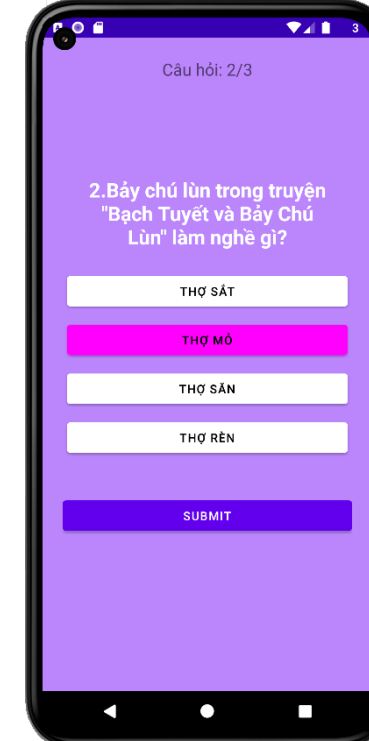 3
Câu hỏi: 2/3
2.Bảy chú lùn trong truyện
"Bạch Tuyết và Bảy Chú
Lùn" làm nghề gì?
THỢ SẮT
THỢ MỎ
THỢ SĂN
THỢ RÈN
SUBMIT